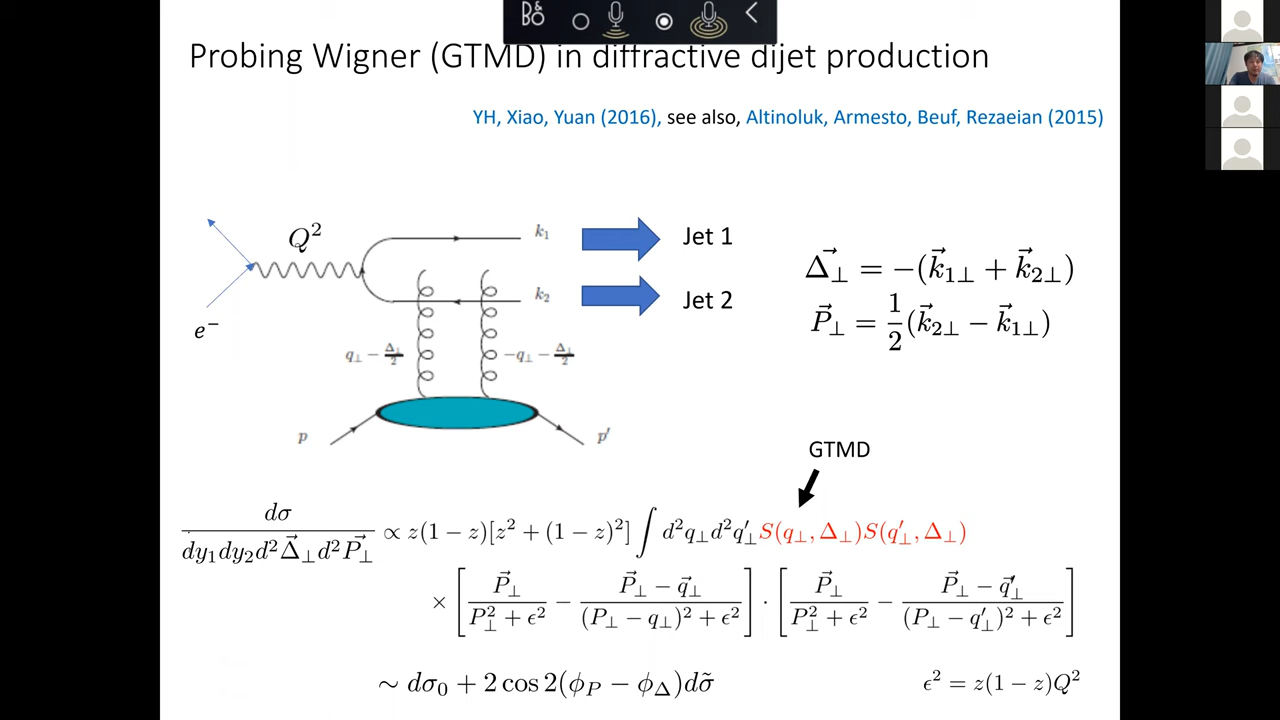 B&O
Probing Wigner (GTMD) in diffractive dijet production
YH, Xiao, Yuan (2016), see also, Altinoluk, Armesto, Beuf, Rezaeian (2015)
Q²
k₁
Jet 1
k₂
Jet 2
e⁻
q⊥ − Δ⊥/2
−q⊥ − Δ⊥/2
p
p′
Δ⃗⊥ = −(k⃗₁⊥ + k⃗₂⊥)
P⃗⊥ = 1/2 (k⃗₂⊥ − k⃗₁⊥)
GTMD
dσ / dy₁dy₂d²Δ⃗⊥d²P⃗⊥ ∝ z(1 − z)[z² + (1 − z)²] ∫ d²q⊥d²q′⊥ S(q⊥, Δ⊥)S(q′⊥, Δ⊥)
× [ P⃗⊥ / P²⊥ + ϵ² − P⃗⊥ − q⃗⊥ / (P⊥ − q⊥)² + ϵ² ] · [ P⃗⊥ / P²⊥ + ϵ² − P⃗⊥ − q⃗′⊥ / (P⊥ − q′⊥)² + ϵ² ]
∼ dσ₀ + 2 cos 2(ϕ_P − ϕ_Δ)dσ̃
ϵ² = z(1 − z)Q²